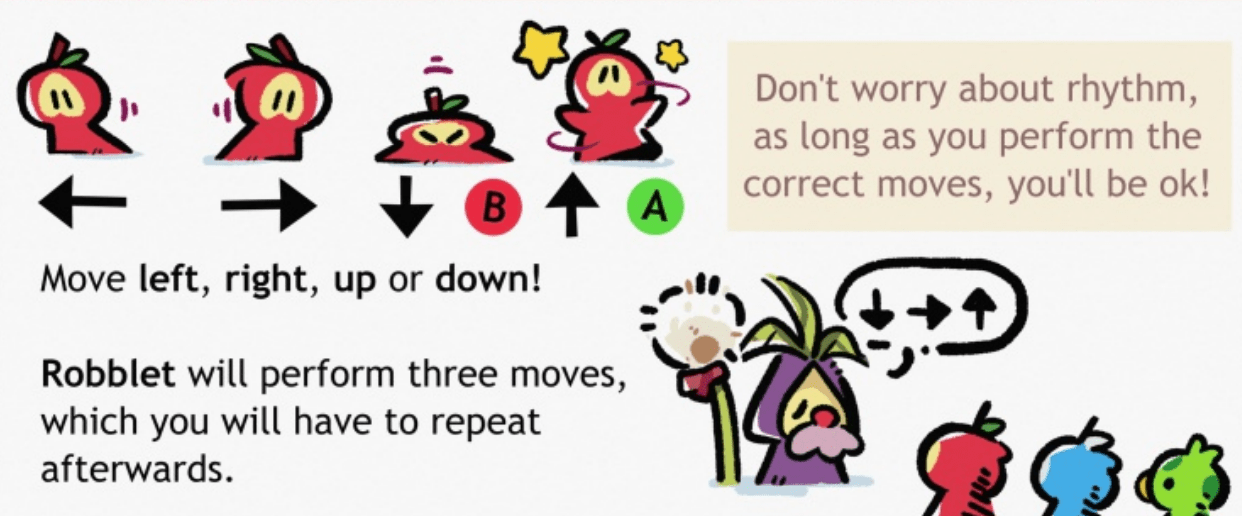 B
A
Don't worry about rhythm,
as long as you perform the
correct moves, you'll be ok!
Move left, right, up or down!
Robblet will perform three moves,
which you will have to repeat
afterwards.